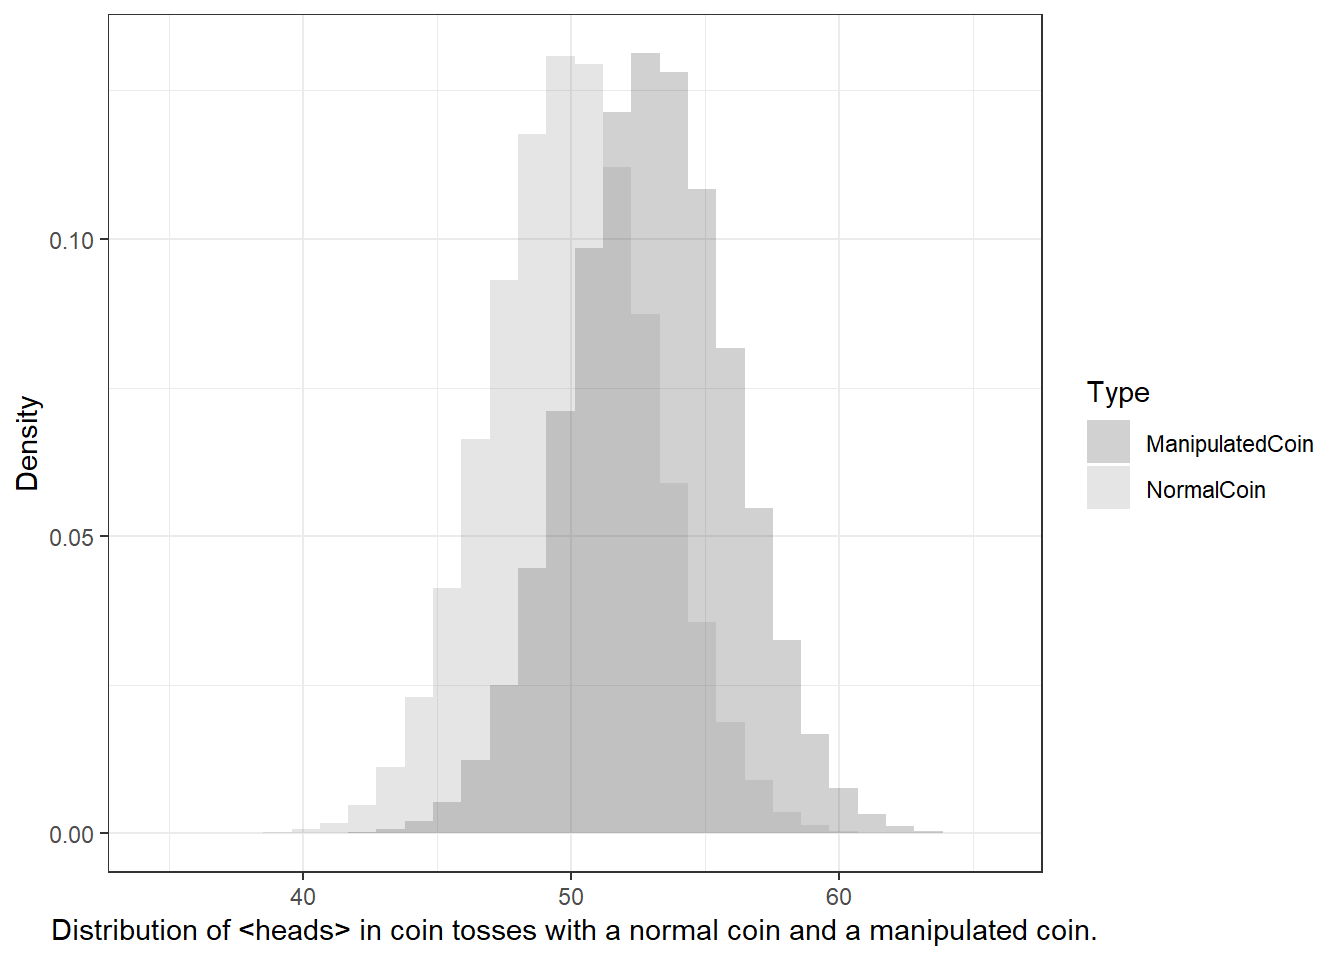 0.10
0.05
0.00
Density
40 50 60
Distribution of <heads> in coin tosses with a normal coin and a manipulated coin.
Type
ManipulatedCoin
NormalCoin